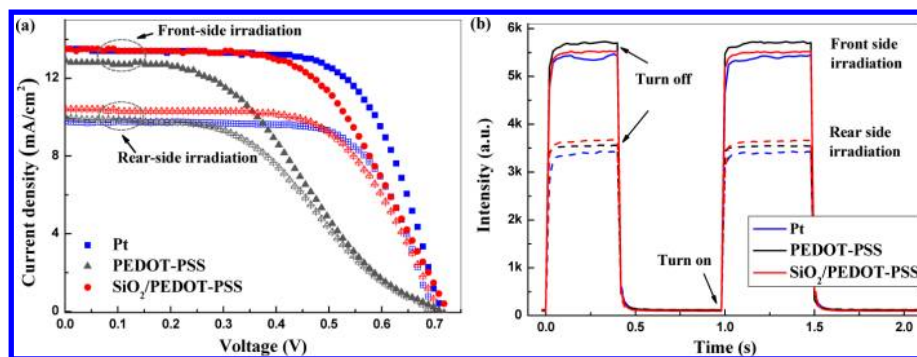 (a)
Front-side irradiation
Rear-side irradiation
Pt
PEDOT-PSS
SiO2/PEDOT-PSS
Current density (mA/cm2)
12
9
6
3
0
0.0 0.1 0.2 0.3 0.4 0.5 0.6 0.7
Voltage (V)
(b)
Turn off
Front side
irradiation
Rear side
irradiation
Turn on
Pt
PEDOT-PSS
SiO2/PEDOT-PSS
Intensity (a.u.)
6k
5k
4k
3k
2k
1k
0
0.0 0.5 1.0 1.5 2.0
Time (s)